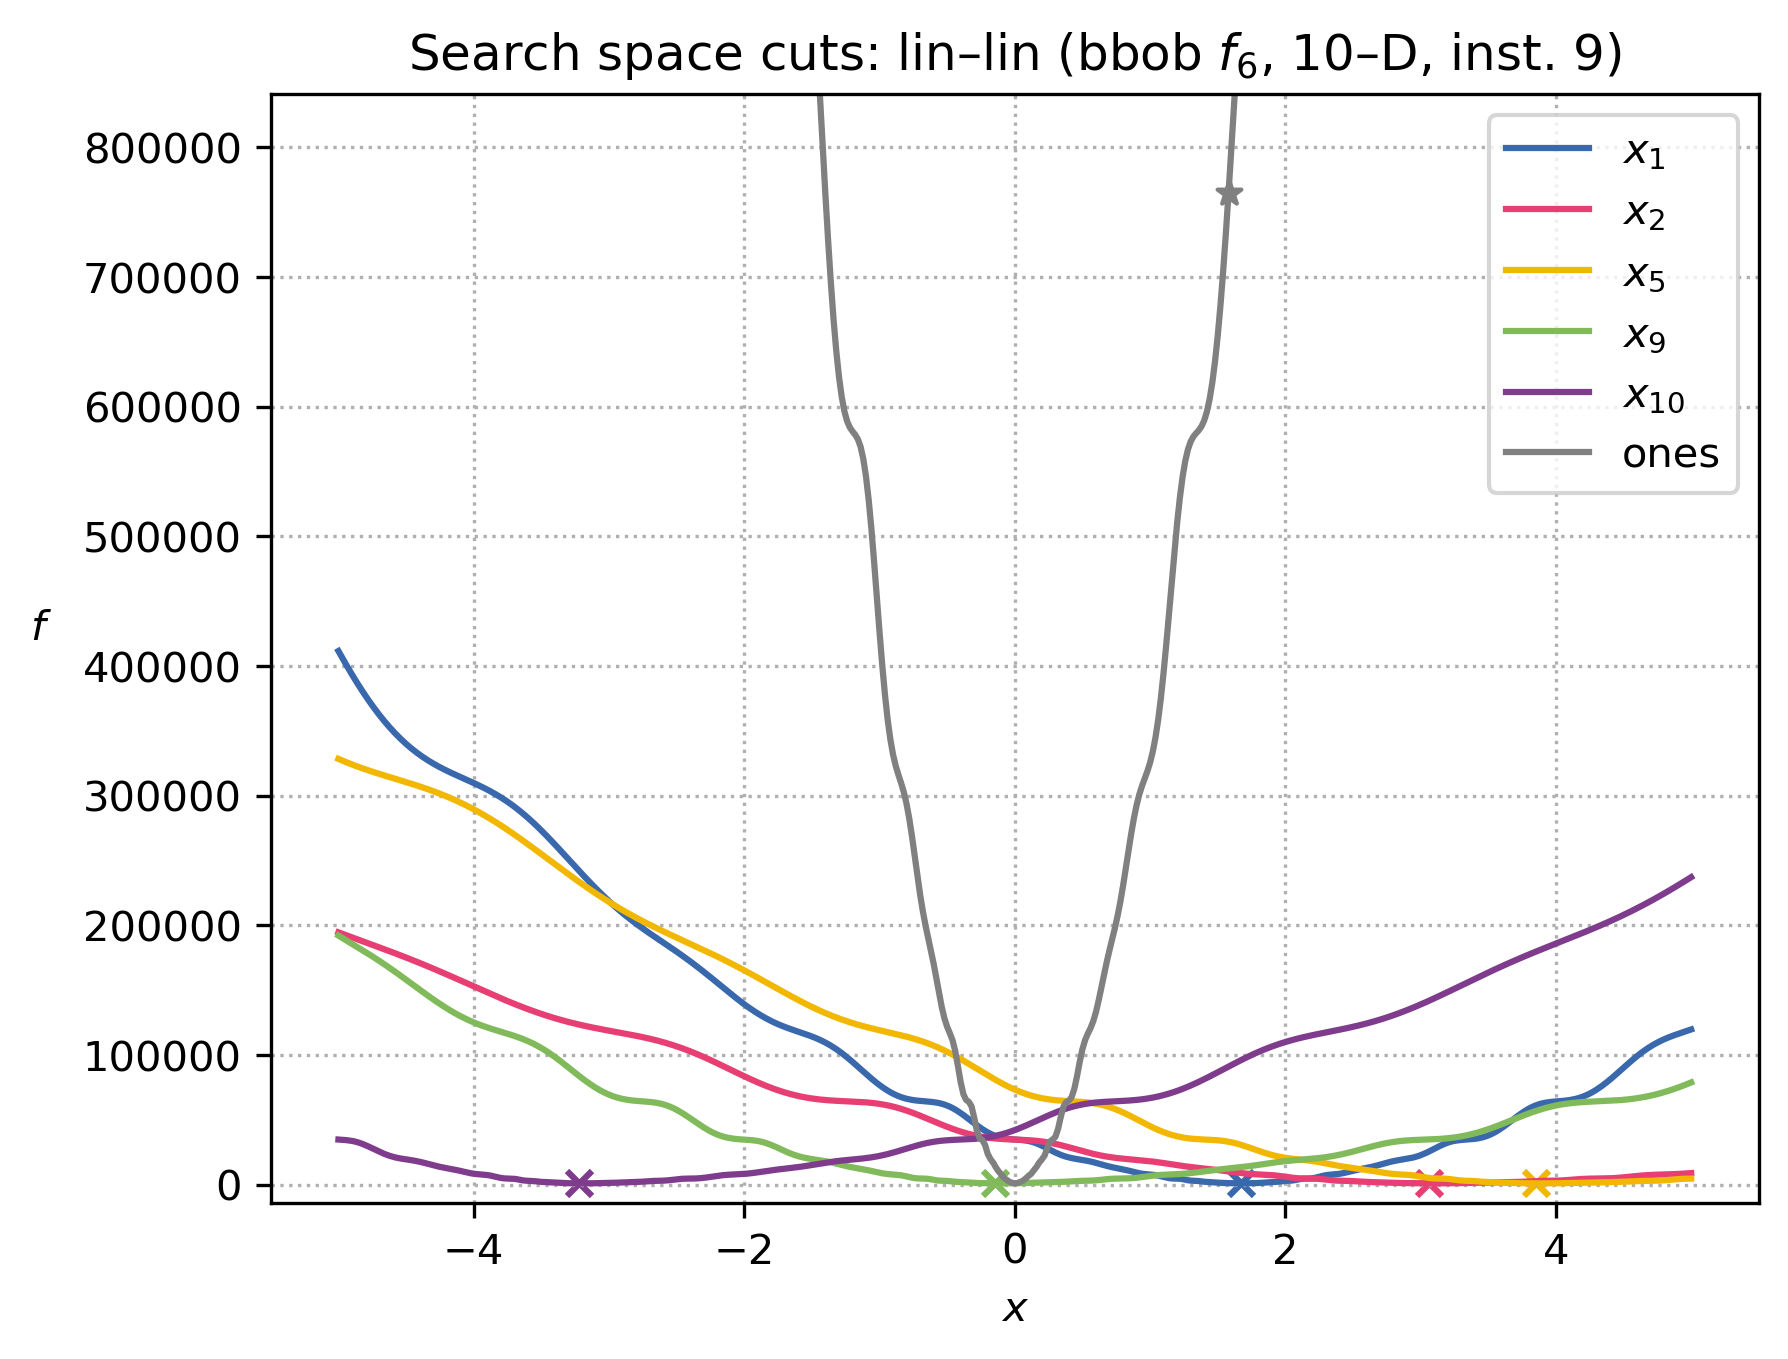 Search space cuts: lin–lin (bbob f₆, 10–D, inst. 9)
800000
700000
600000
500000
400000
300000
200000
100000
0
f
−4
−2
0
2
4
x
x₁
x₂
x₅
x₉
x₁₀
ones